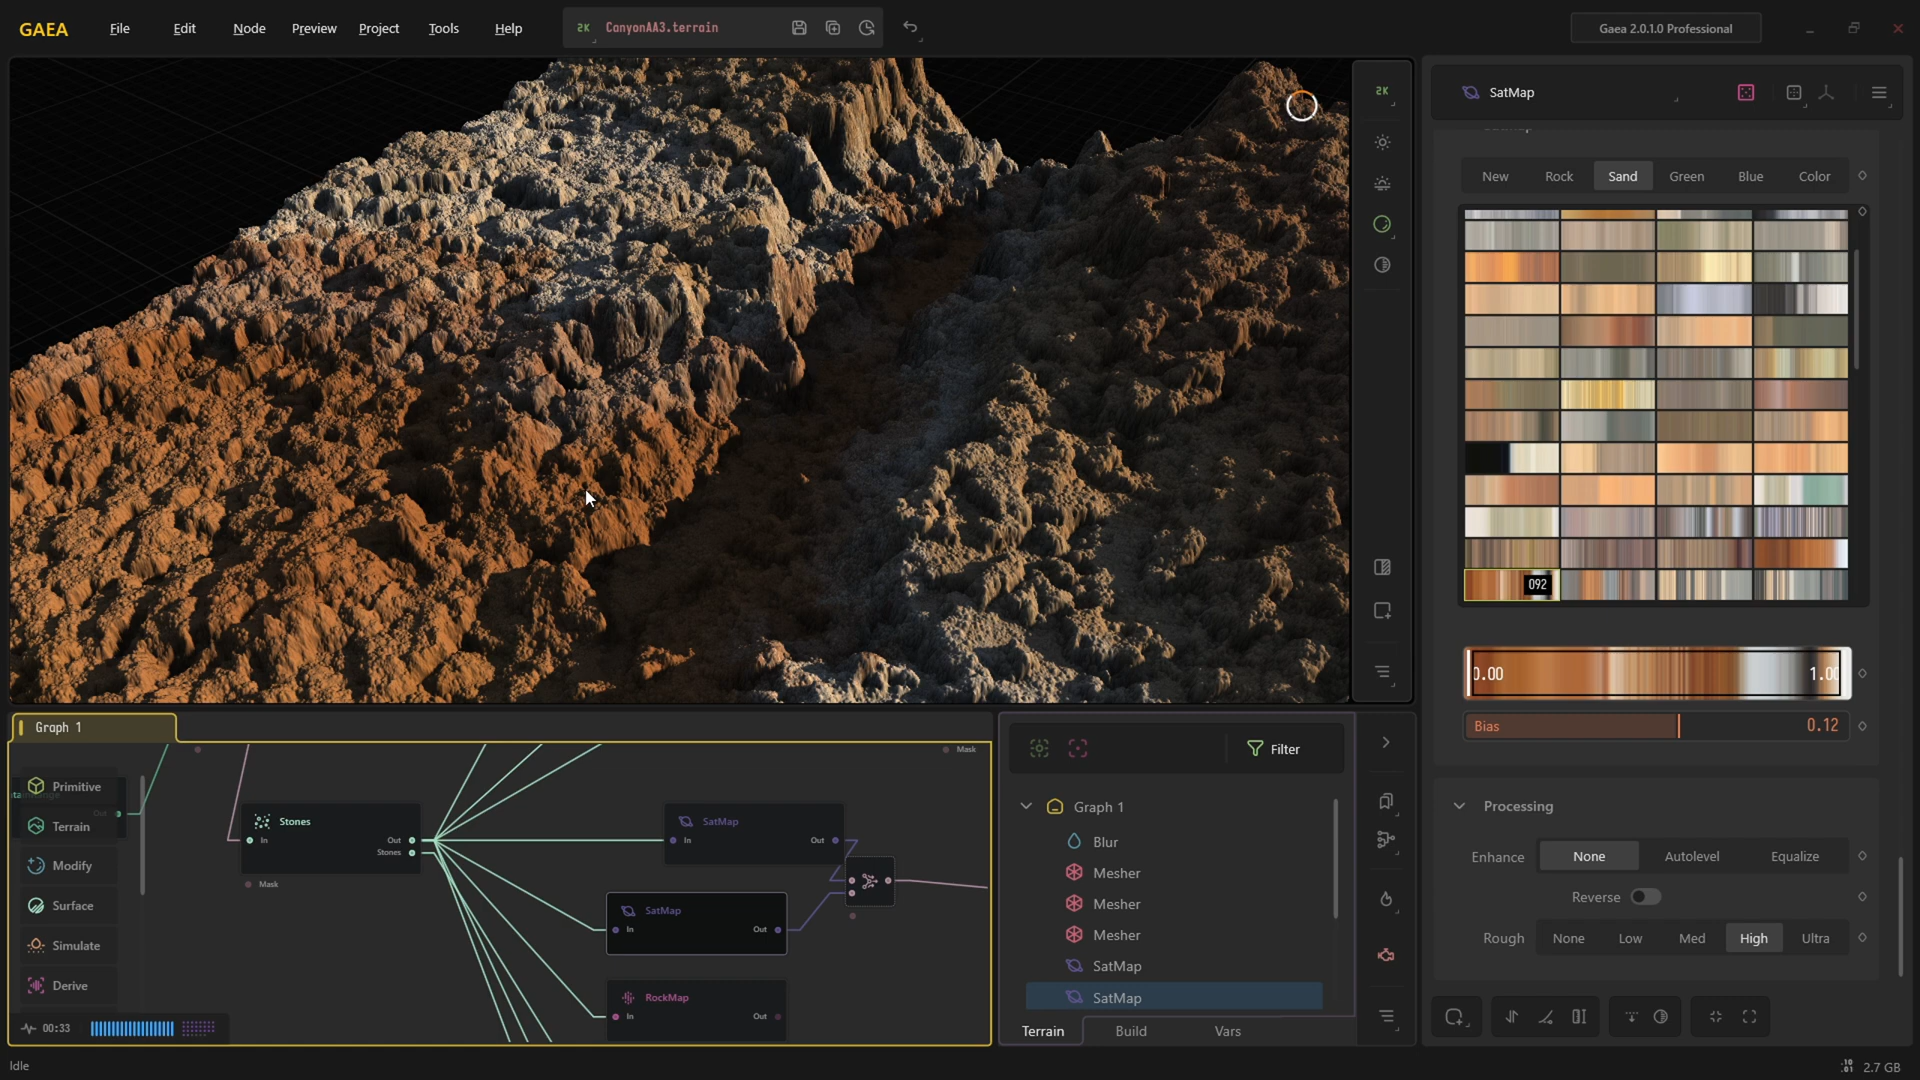 GAEA
File
Edit
Node
Preview
Project
Tools
Help
2K
CanyonAA3.terrain
Gaea 2.0.1.0 Professional
2K
SatMap
New
Rock
Sand
Green
Blue
Color
092
0.00
1.00
Bias
0.12
Processing
Enhance
None
Autolevel
Equalize
Reverse
Rough
None
Low
Med
High
Ultra
Graph 1
Mask
Primitive
Out
Terrain
Modify
Surface
Simulate
Derive
00:33
Stones
In
Out
Stones
Mask
SatMap
In
Out
SatMap
In
Out
RockMap
In
Out
Filter
Graph 1
Blur
Mesher
Mesher
Mesher
SatMap
SatMap
Terrain
Build
Vars
Idle
2.7 GB